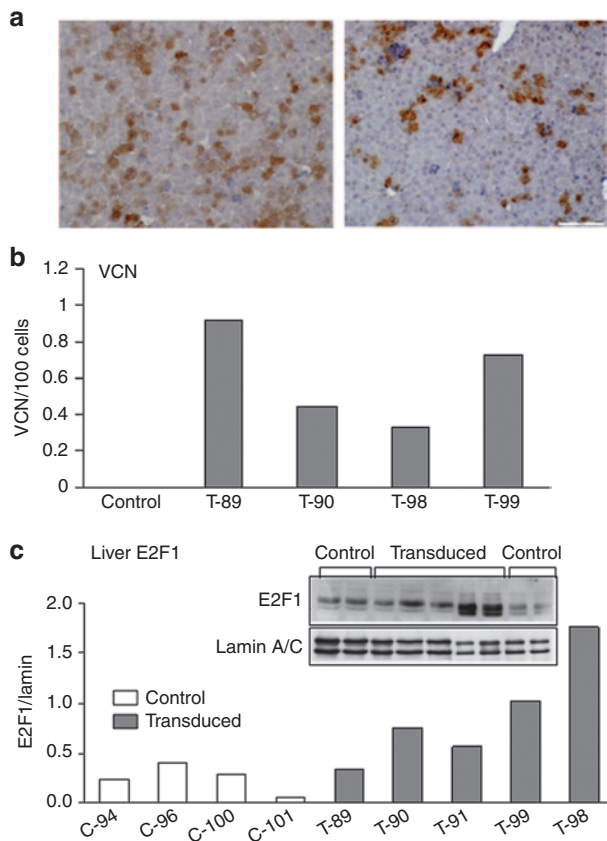 a
b
VCN
VCN/100 cells
1.2
1
0.8
0.6
0.4
0.2
0
Control T-89 T-90 T-98 T-99
c
Liver E2F1
Control Transduced Control
E2F1
Lamin A/C
E2F1/lamin
2.0
1.5
1.0
0.5
0.0
Control
Transduced
C-94 C-96 C-100 C-101 T-89 T-90 T-91 T-99 T-98